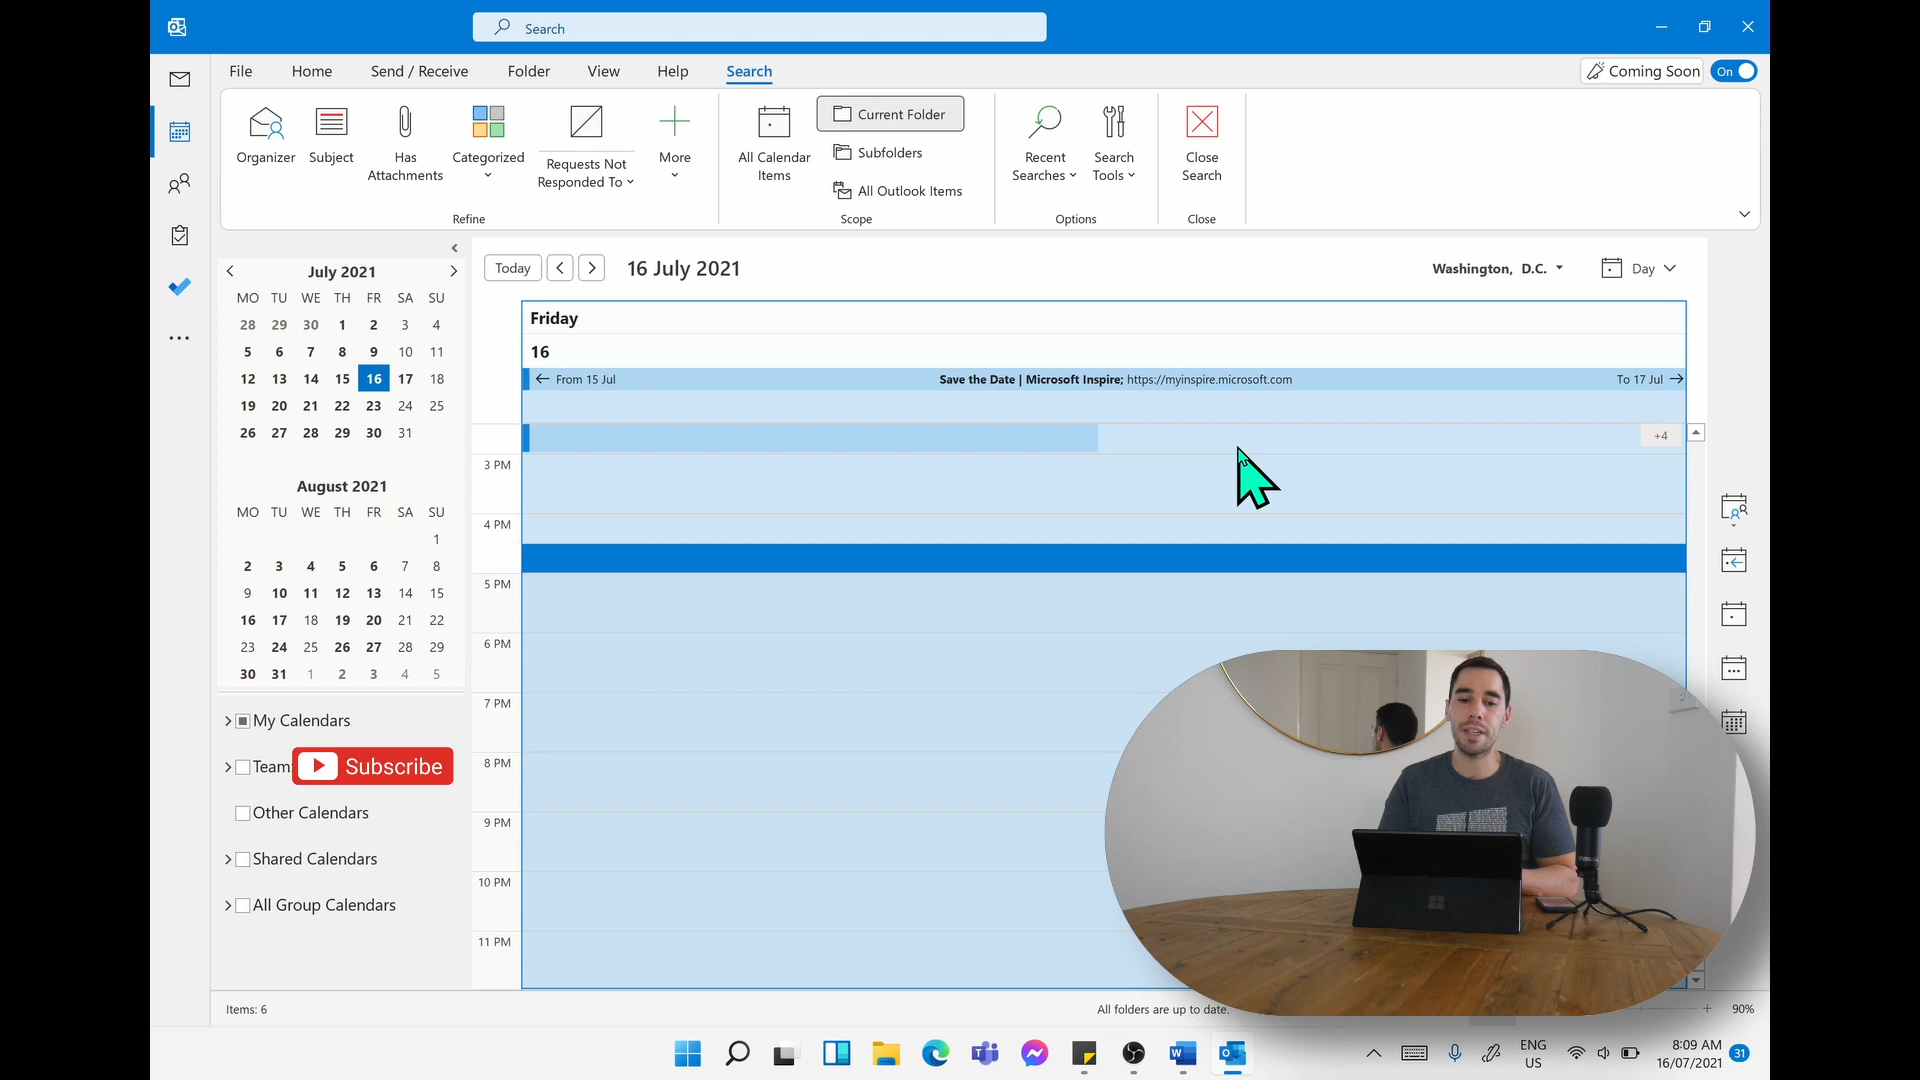 Search
File Home Send / Receive Folder View Help Search
Coming Soon On
Organizer
Subject
Has
Attachments
Categorized
Requests Not
Responded To
More
Refine
All Calendar
Items
Current Folder
Subfolders
All Outlook Items
Scope
Recent
Searches
Search
Tools
Options
Close
Search
Close
July 2021
MO TU WE TH FR SA SU
28 29 30 1 2 3 4
5 6 7 8 9 10 11
12 13 14 15 16 17 18
19 20 21 22 23 24 25
26 27 28 29 30 31
August 2021
MO TU WE TH FR SA SU
1
2 3 4 5 6 7 8
9 10 11 12 13 14 15
16 17 18 19 20 21 22
23 24 25 26 27 28 29
30 31 1 2 3 4 5
My Calendars
Team:
Subscribe
Other Calendars
Shared Calendars
All Group Calendars
Today
16 July 2021
Washington, D.C.
Day
Friday
16
From 15 Jul
Save the Date | Microsoft Inspire; https://myinspire.microsoft.com
To 17 Jul
+4
3 PM
4 PM
5 PM
6 PM
7 PM
8 PM
9 PM
10 PM
11 PM
Items: 6
All folders are up to date.
90%
ENG
US
8:09 AM
16/07/2021
31